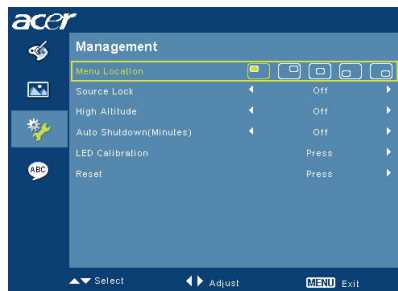 acer
Management
Menu Location
Source Lock Off
High Altitude Off
Auto Shutdown(Minutes) Off
LED Calibration Press
Reset Press
ABC
Select Adjust MENU Exit